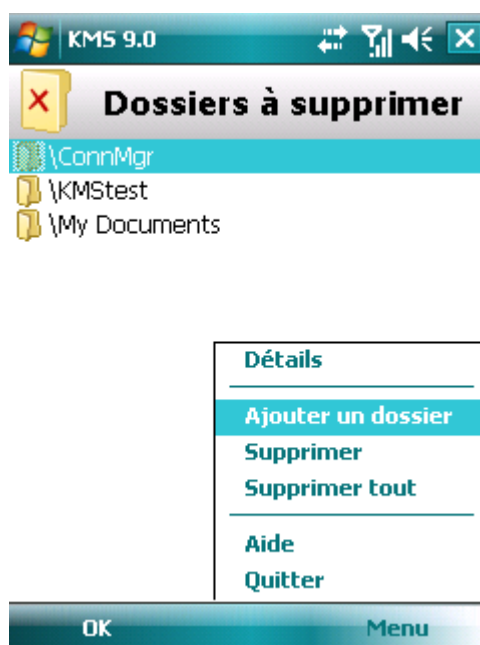 KMS 9.0
Dossiers à supprimer
\ConnMgr
\KMStest
\My Documents
Détails
Ajouter un dossier
Supprimer
Supprimer tout
Aide
Quitter
OK Menu